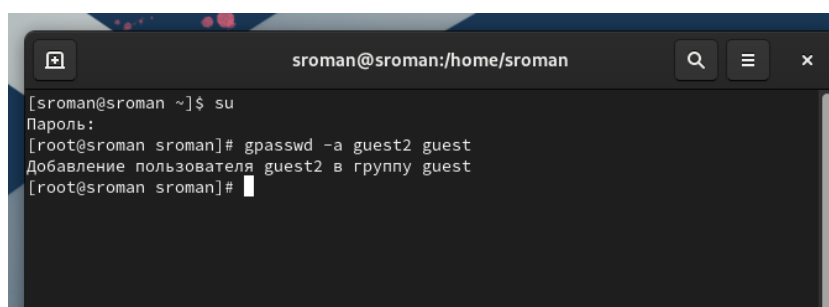 sroman@sroman:/home/sroman
[sroman@sroman ~]$ su
Пароль:
[root@sroman sroman]# gpasswd -a guest2 guest
Добавление пользователя guest2 в группу guest
[root@sroman sroman]#